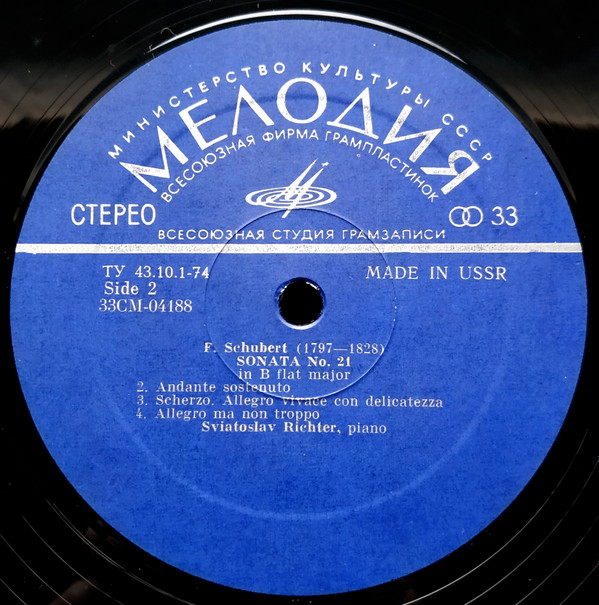 МИНИСТЕРСТВО КУЛЬТУРЫ СССР
МЕЛОДИЯ
ВСЕСОЮЗНАЯ ФИРМА ГРАМПЛАСТИНОК
СТЕРЕО
33
ВСЕСОЮЗНАЯ СТУДИЯ ГРАМЗАПИСИ
ТУ 43.10.1-74
MADE IN USSR
Side 2
33СМ-04188
F. Schubert (1797—1828)
SONATA No. 21
in B flat major
2. Andante sostenuto
3. Scherzo. Allegro vivace con delicatezza
4. Allegro ma non troppo
Sviatoslav Richter, piano